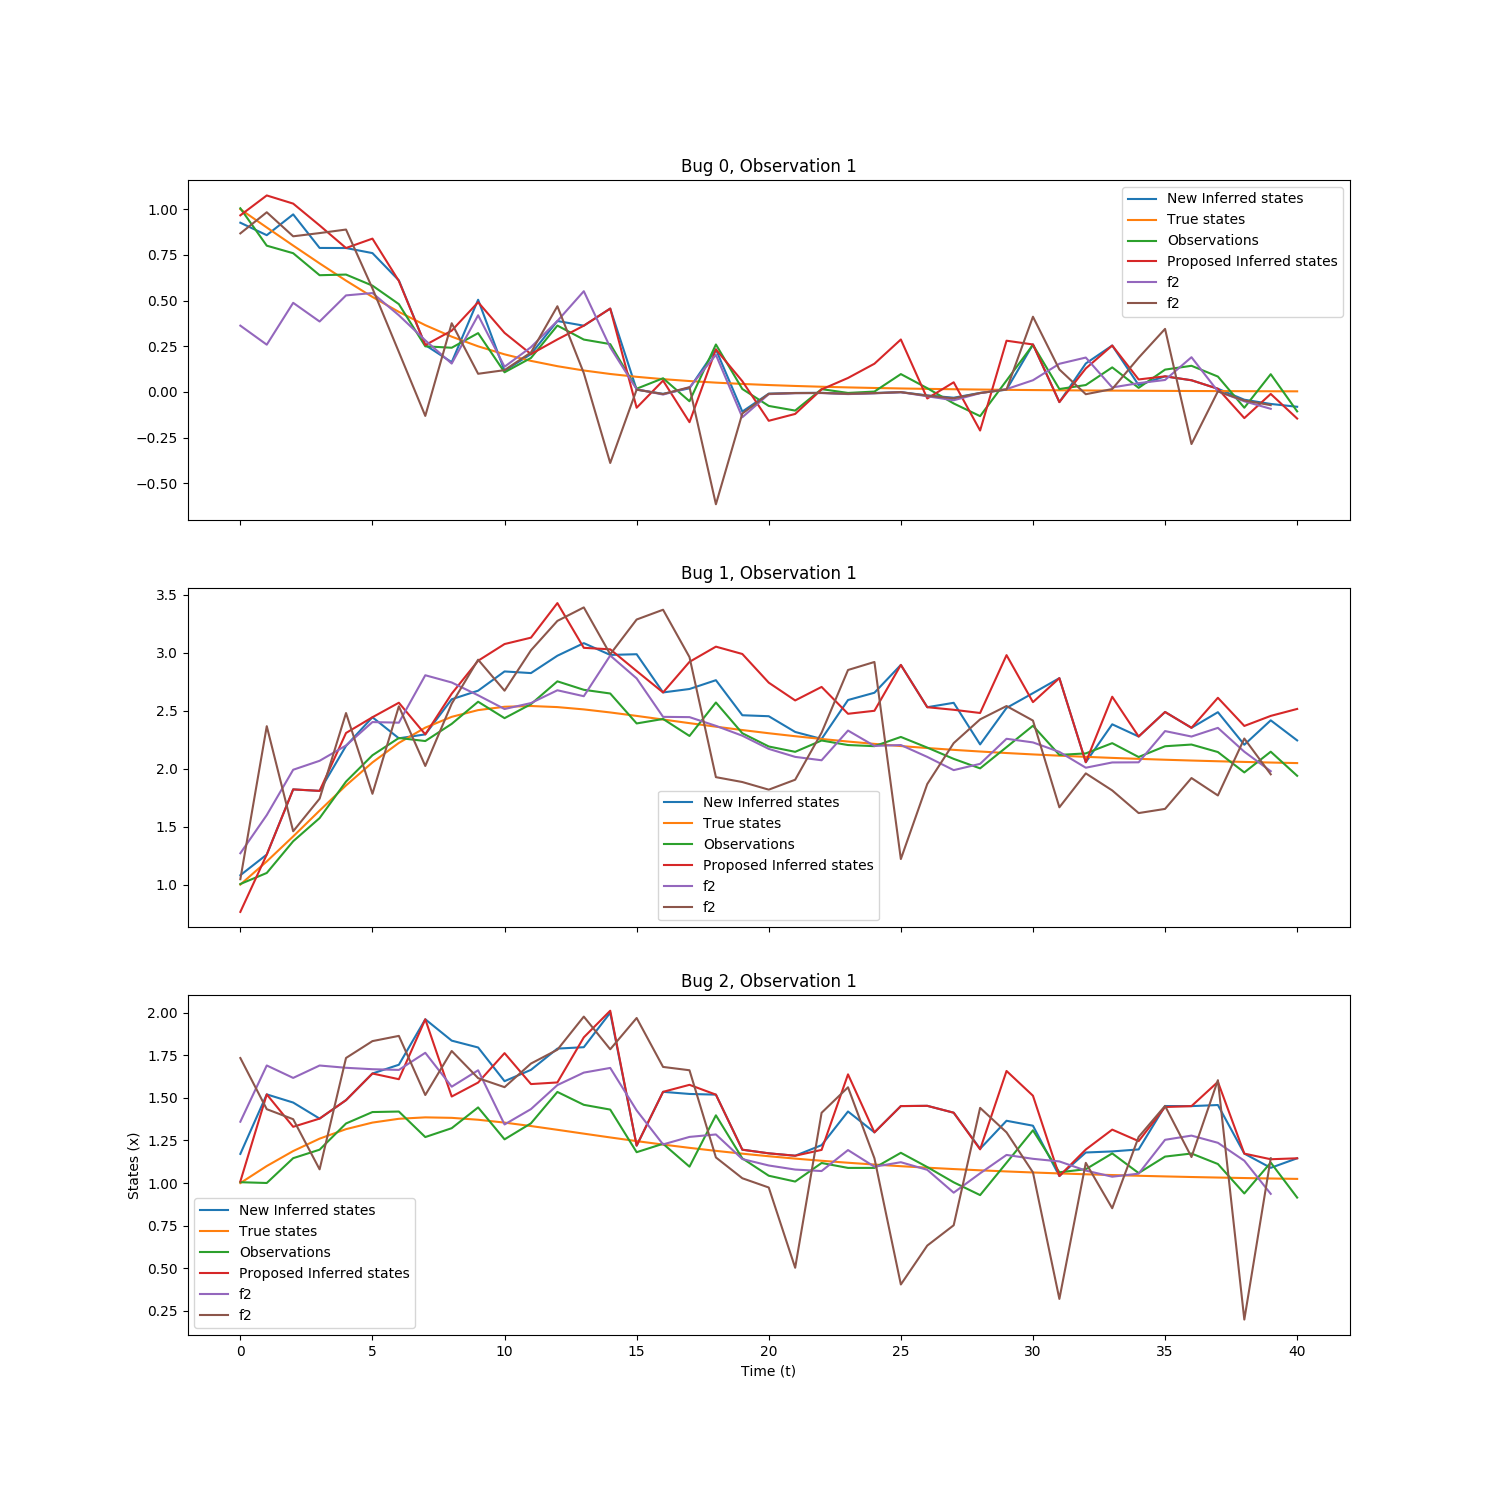 Bug 0, Observation 1
1.00
0.75
0.50
0.25
0.00
−0.25
−0.50
New Inferred states
True states
Observations
Proposed Inferred states
f2
f2
Bug 1, Observation 1
3.5
3.0
2.5
2.0
1.5
1.0
New Inferred states
True states
Observations
Proposed Inferred states
f2
f2
Bug 2, Observation 1
States (x)
2.00
1.75
1.50
1.25
1.00
0.75
0.50
0.25
New Inferred states
True states
Observations
Proposed Inferred states
f2
f2
0 5 10 15 20 25 30 35 40
Time (t)